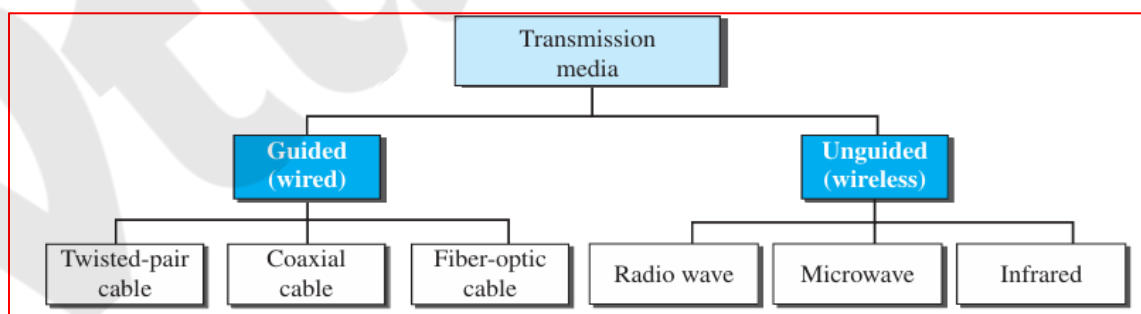 Transmission
media
Guided
(wired)
Unguided
(wireless)
Twisted-pair
cable
Coaxial
cable
Fiber-optic
cable
Radio wave
Microwave
Infrared